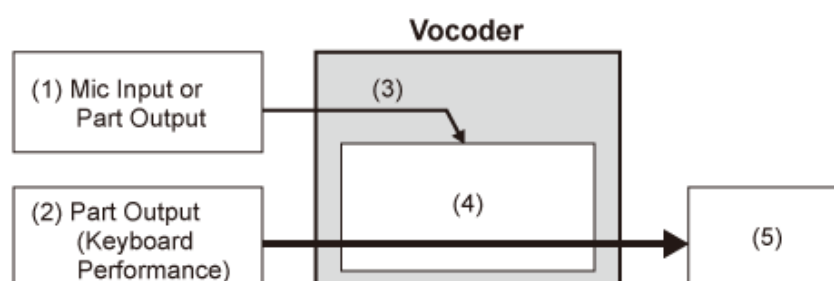 Vocoder
(1) Mic Input or
Part Output
(3)
(2) Part Output
(Keyboard
Performance)
(4)
(5)